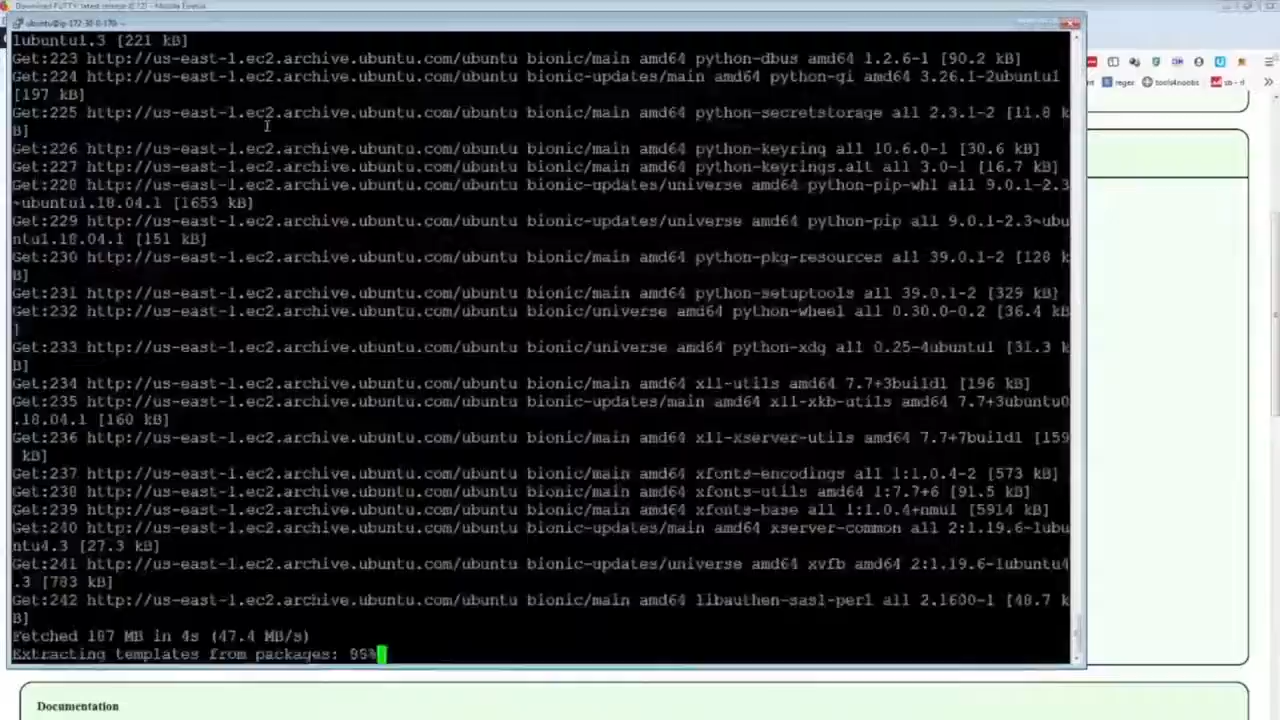 Download PuTTY: latest release (0.72) - Mozilla Firefox
ubuntu@ip-172-30-0-170: ~
1ubuntu1.3 [221 kB]
Get:223 http://us-east-1.ec2.archive.ubuntu.com/ubuntu bionic/main amd64 python-dbus amd64 1.2.6-1 [90.2 kB]
Get:224 http://us-east-1.ec2.archive.ubuntu.com/ubuntu bionic-updates/main amd64 python-gi amd64 3.26.1-2ubuntu1
[197 kB]
Get:225 http://us-east-1.ec2.archive.ubuntu.com/ubuntu bionic/main amd64 python-secretstorage all 2.3.1-2 [11.8 k
B]
Get:226 http://us-east-1.ec2.archive.ubuntu.com/ubuntu bionic/main amd64 python-keyring all 10.6.0-1 [30.6 kB]
Get:227 http://us-east-1.ec2.archive.ubuntu.com/ubuntu bionic/main amd64 python-keyrings.alt all 3.0-1 [16.7 kB]
Get:228 http://us-east-1.ec2.archive.ubuntu.com/ubuntu bionic-updates/universe amd64 python-pip-whl all 9.0.1-2.3
~ubuntu1.18.04.1 [1653 kB]
Get:229 http://us-east-1.ec2.archive.ubuntu.com/ubuntu bionic-updates/universe amd64 python-pip all 9.0.1-2.3~ubu
ntu1.18.04.1 [151 kB]
Get:230 http://us-east-1.ec2.archive.ubuntu.com/ubuntu bionic/main amd64 python-pkg-resources all 39.0.1-2 [128 k
B]
Get:231 http://us-east-1.ec2.archive.ubuntu.com/ubuntu bionic/main amd64 python-setuptools all 39.0.1-2 [329 kB]
Get:232 http://us-east-1.ec2.archive.ubuntu.com/ubuntu bionic/universe amd64 python-wheel all 0.30.0-0.2 [36.4 kB
]
Get:233 http://us-east-1.ec2.archive.ubuntu.com/ubuntu bionic/universe amd64 python-xdg all 0.25-4ubuntu1 [31.3 k
B]
Get:234 http://us-east-1.ec2.archive.ubuntu.com/ubuntu bionic/main amd64 x11-utils amd64 7.7+3build1 [196 kB]
Get:235 http://us-east-1.ec2.archive.ubuntu.com/ubuntu bionic-updates/main amd64 x11-xkb-utils amd64 7.7+3ubuntu0
.18.04.1 [160 kB]
Get:236 http://us-east-1.ec2.archive.ubuntu.com/ubuntu bionic/main amd64 x11-xserver-utils amd64 7.7+7build1 [159
kB]
Get:237 http://us-east-1.ec2.archive.ubuntu.com/ubuntu bionic/main amd64 xfonts-encodings all 1:1.0.4-2 [573 kB]
Get:238 http://us-east-1.ec2.archive.ubuntu.com/ubuntu bionic/main amd64 xfonts-utils amd64 1:7.7+6 [91.5 kB]
Get:239 http://us-east-1.ec2.archive.ubuntu.com/ubuntu bionic/main amd64 xfonts-base all 1:1.0.4+nmu1 [5914 kB]
Get:240 http://us-east-1.ec2.archive.ubuntu.com/ubuntu bionic-updates/main amd64 xserver-common all 2:1.19.6-1ubu
ntu4.3 [27.3 kB]
Get:241 http://us-east-1.ec2.archive.ubuntu.com/ubuntu bionic-updates/universe amd64 xvfb amd64 2:1.19.6-1ubuntu4
.3 [783 kB]
Get:242 http://us-east-1.ec2.archive.ubuntu.com/ubuntu bionic/main amd64 libauthen-sasl-perl all 2.1600-1 [48.7 k
B]
Fetched 187 MB in 4s (47.4 MB/s)
Extracting templates from packages: 99%
regex tools4noobs
Documentation